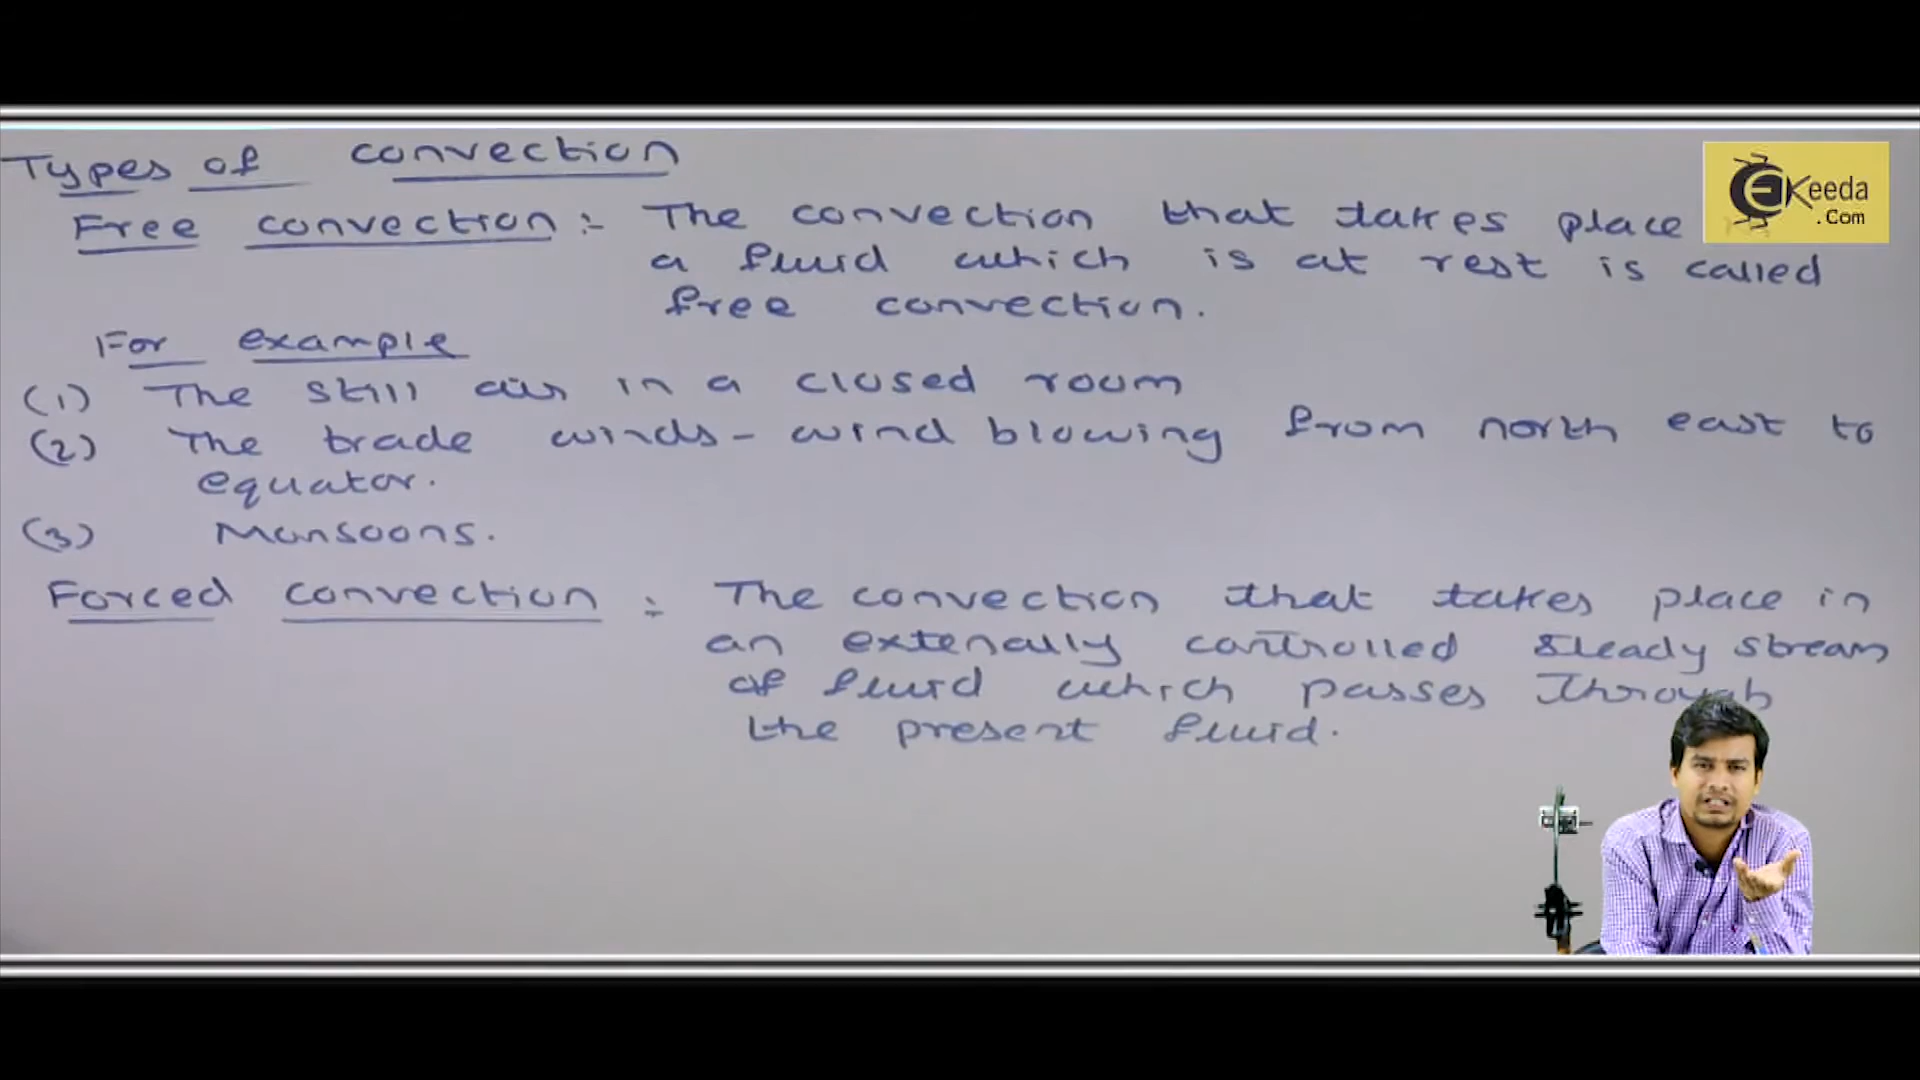 Types of convection
Free convection :- The convection that takes place
a fluid which is at rest is called
free convection.
For example
(1) The still air in a closed room
(2) The trade winds - wind blowing from north east to
equator.
(3) Monsoons.
Forced convection :- The convection that takes place in
an extenally controlled steady stream
of fluid which passes through
the present fluid.
EKeeda
.Com